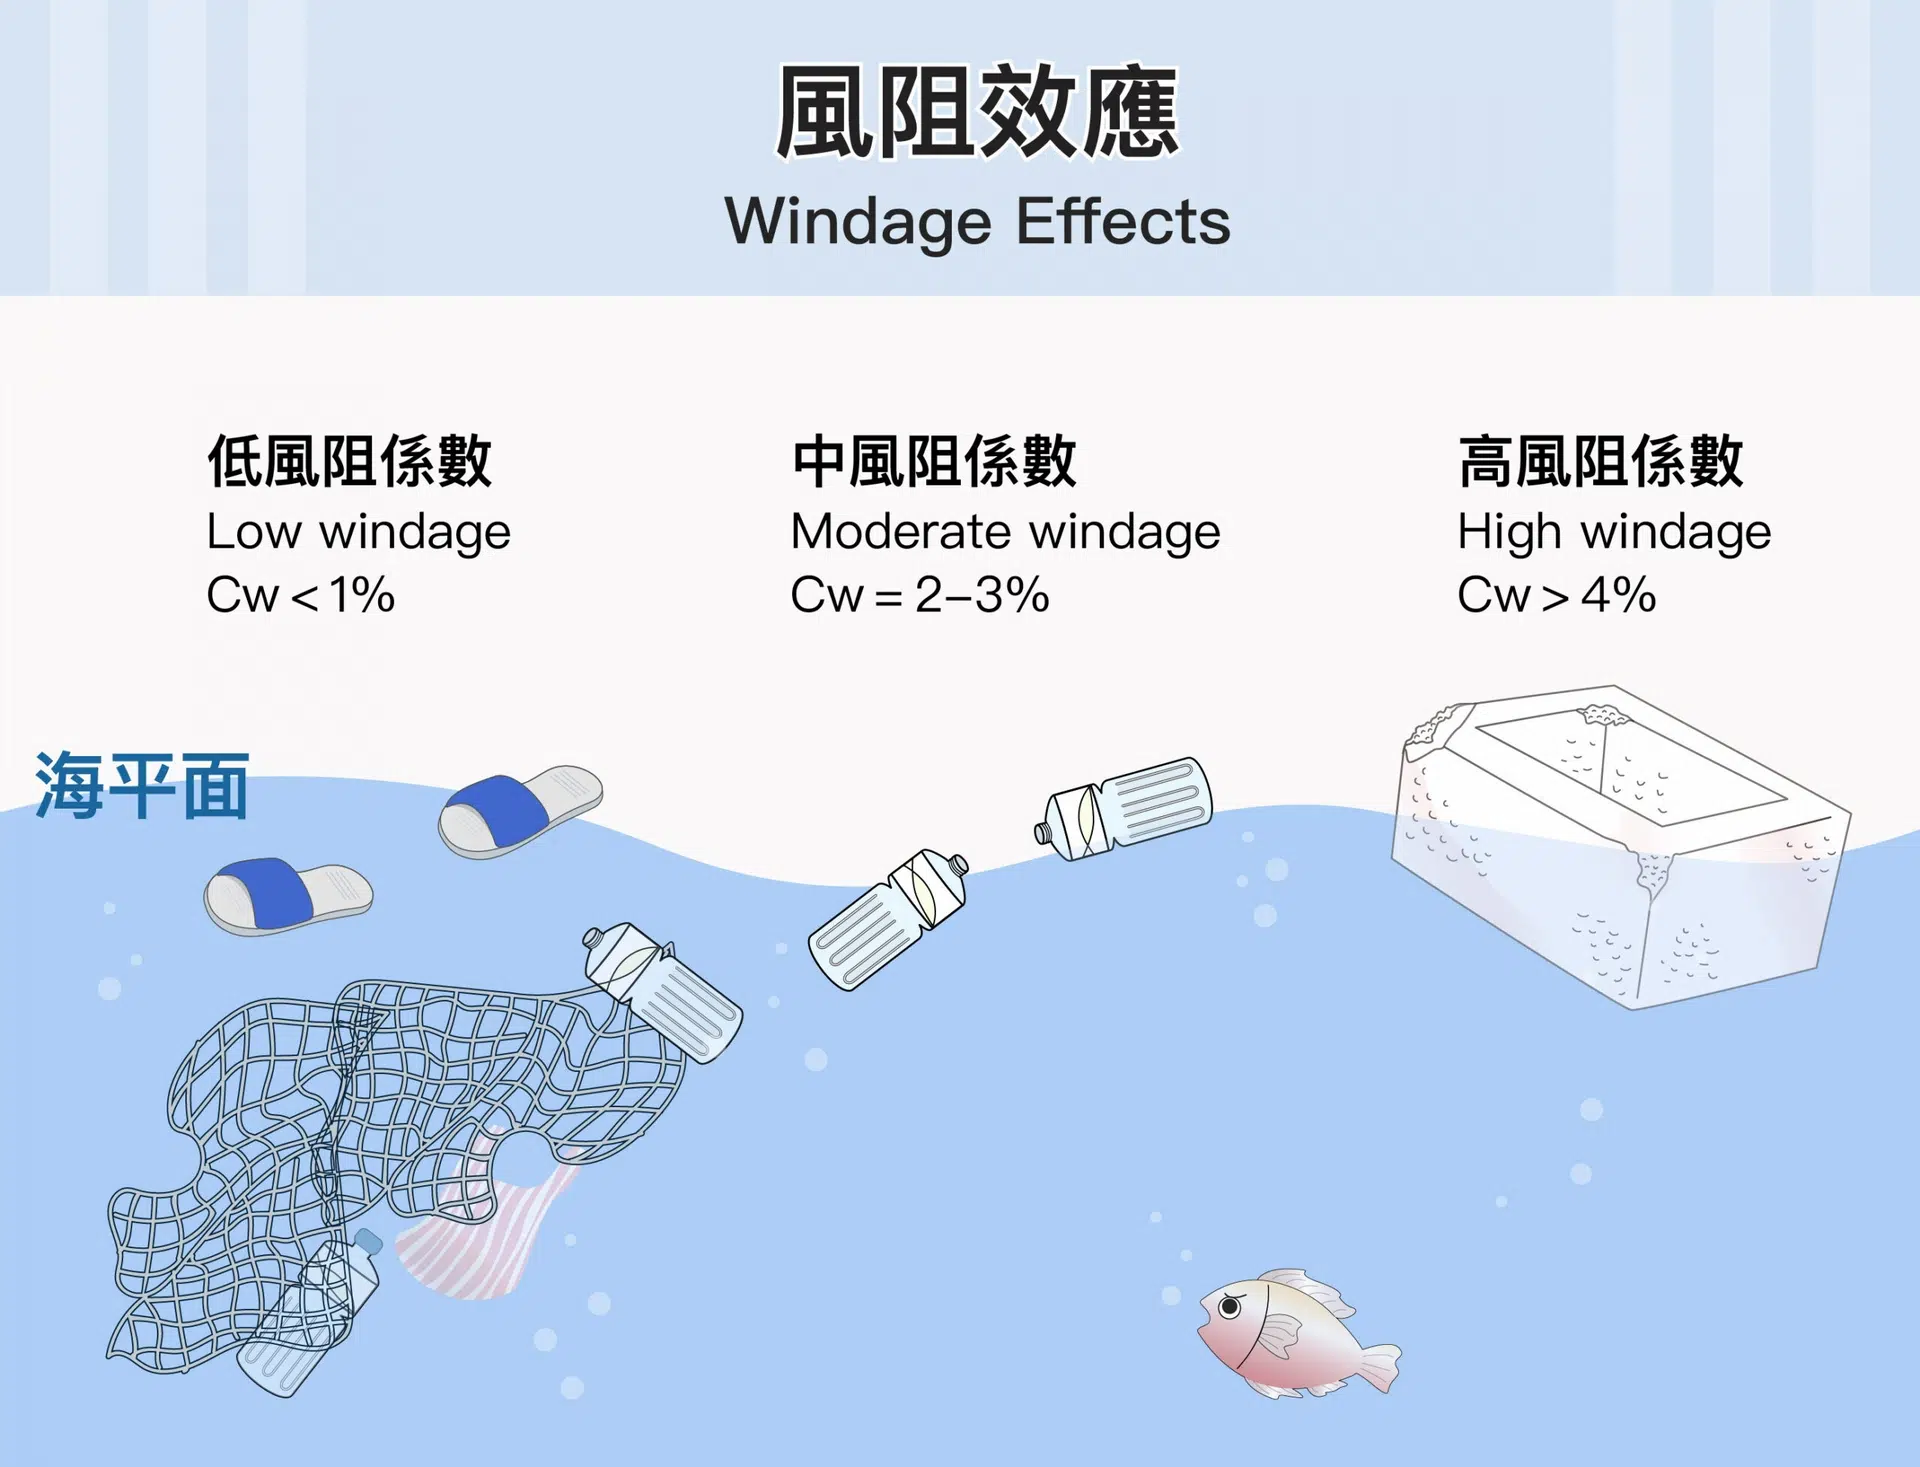 風阻效應
Windage Effects
低風阻係數
Low windage
Cw < 1%
中風阻係數
Moderate windage
Cw = 2–3%
高風阻係數
High windage
Cw > 4%
海平面